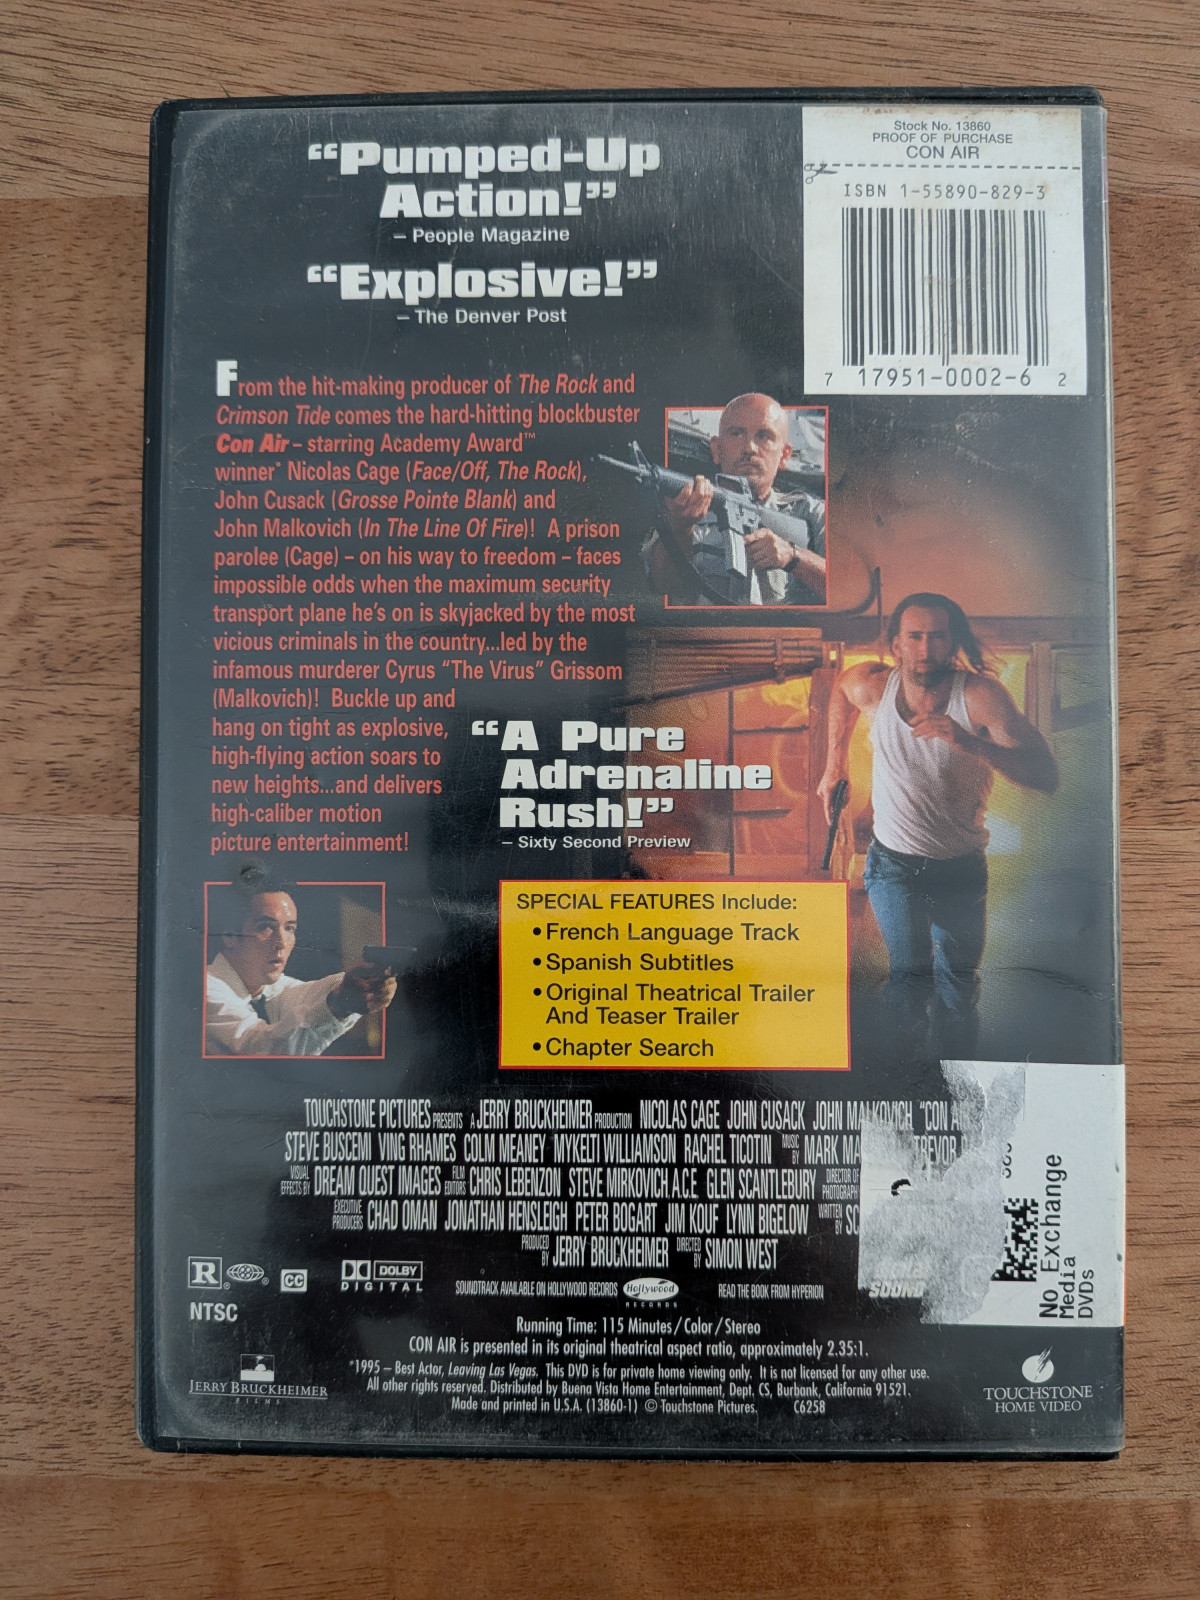 Stock No. 13860
PROOF OF PURCHASE
CON AIR
ISBN 1-55890-829-3
7 17951-0002-6 2
“Pumped-Up
Action!”
– People Magazine
“Explosive!”
– The Denver Post
From the hit-making producer of The Rock and
Crimson Tide comes the hard-hitting blockbuster
Con Air – starring Academy Award™
winner* Nicolas Cage (Face/Off, The Rock),
John Cusack (Grosse Pointe Blank) and
John Malkovich (In The Line Of Fire)! A prison
parolee (Cage) – on his way to freedom – faces
impossible odds when the maximum security
transport plane he's on is skyjacked by the most
vicious criminals in the country...led by the
infamous murderer Cyrus “The Virus” Grissom
(Malkovich)! Buckle up and
hang on tight as explosive,
high-flying action soars to
new heights...and delivers
high-caliber motion
picture entertainment!
“A Pure
Adrenaline
Rush!”
– Sixty Second Preview
SPECIAL FEATURES Include:
• French Language Track
• Spanish Subtitles
• Original Theatrical Trailer
And Teaser Trailer
• Chapter Search
TOUCHSTONE PICTURES PRESENTS A JERRY BRUCKHEIMER PRODUCTION NICOLAS CAGE JOHN CUSACK JOHN MALKOVICH “CON
STEVE BUSCEMI VING RHAMES COLM MEANEY MYKELTI WILLIAMSON RACHEL TICOTIN MUSIC BY MARK
VISUAL EFFECTS BY DREAM QUEST IMAGES FILM EDITORS CHRIS LEBENZON STEVE MIRKOVICH, A.C.E. GLEN SCANTLEBURY DIRECTOR OF PHOTOGRAPHY
EXECUTIVE PRODUCERS CHAD OMAN JONATHAN HENSLEIGH PETER BOGART JIM KOUF LYNN BIGELOW WRITTEN BY
PRODUCED BY JERRY BRUCKHEIMER DIRECTED BY SIMON WEST
R
CC
DOLBY
DIGITAL
NTSC
SOUNDTRACK AVAILABLE ON HOLLYWOOD RECORDS
Hollywood
RECORDS
READ THE BOOK FROM HYPERION
No Exchange
Media
DVDs
Running Time: 115 Minutes/Color/Stereo
CON AIR is presented in its original theatrical aspect ratio, approximately 2.35:1.
*1995 – Best Actor, Leaving Las Vegas. This DVD is for private home viewing only. It is not licensed for any other use.
All other rights reserved. Distributed by Buena Vista Home Entertainment, Dept. CS, Burbank, California 91521.
Made and printed in U.S.A. (13860-1) © Touchstone Pictures. C6258
JERRY BRUCKHEIMER
FILMS
TOUCHSTONE
HOME VIDEO